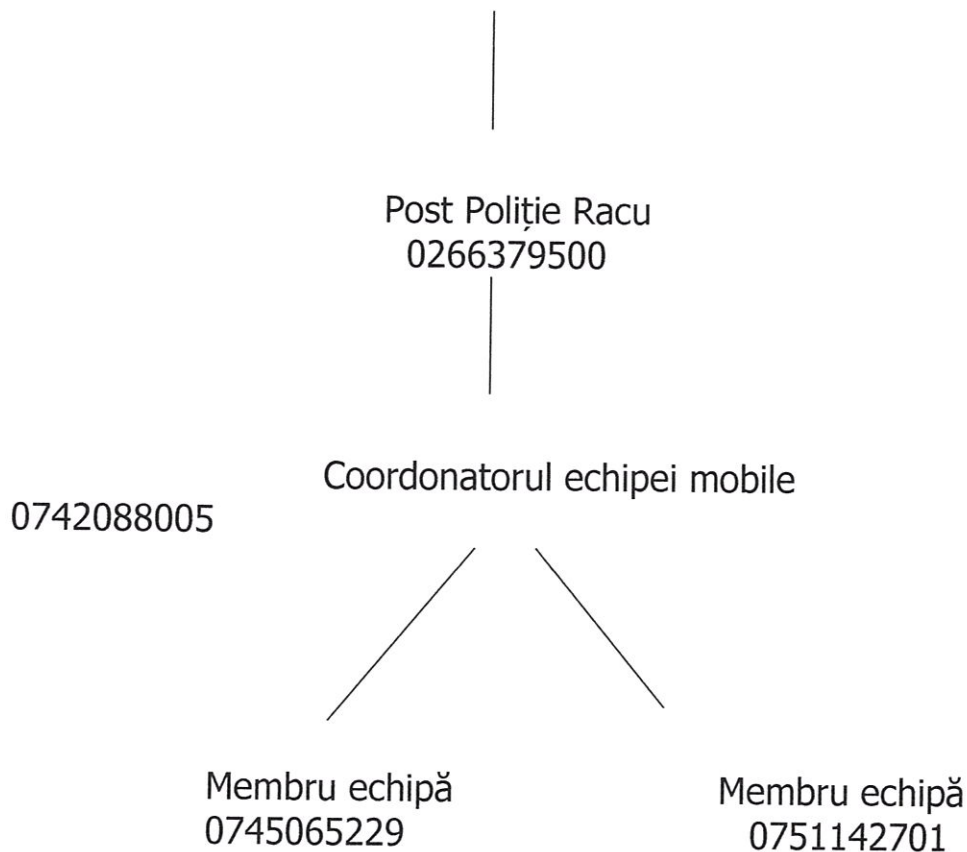 Post Poliție Racu
0266379500
Coordonatorul echipei mobile
0742088005
Membru echipă
0745065229
Membru echipă
0751142701